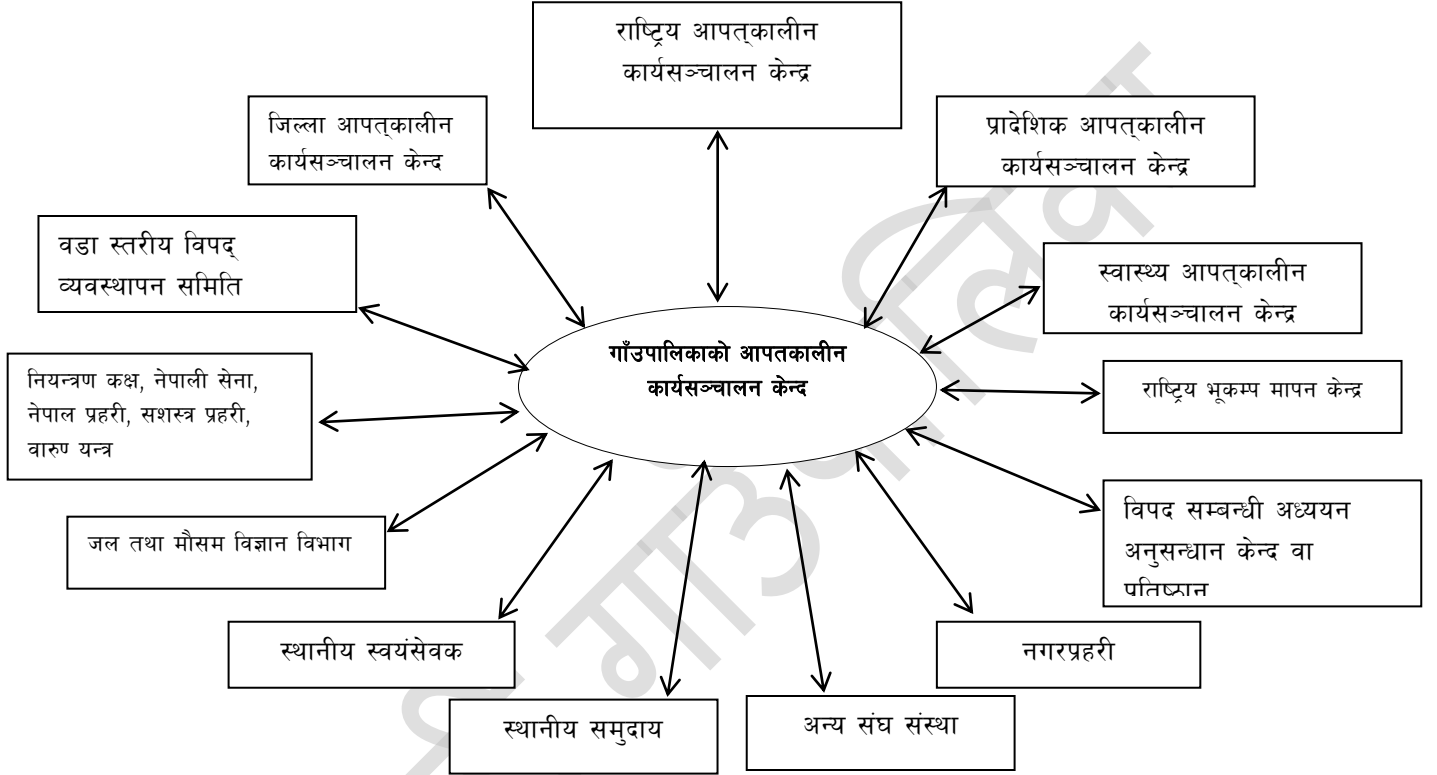 राष्ट्रिय आपत्कालीन
कार्यसञ्चालन केन्द्र
जिल्ला आपत्कालीन
कार्यसञ्चालन केन्द
प्रादेशिक आपत्कालीन
कार्यसञ्चालन केन्द्र
वडा स्तरीय विपद्
व्यवस्थापन समिति
स्वास्थ्य आपत्कालीन
कार्यसञ्चालन केन्द्र
गाँउपालिकाको आपतकालीन
कार्यसञ्चालन केन्द
नियन्त्रण कक्ष, नेपाली सेना,
नेपाल प्रहरी, सशस्त्र प्रहरी,
वारुण यन्त्र
राष्ट्रिय भूकम्प मापन केन्द्र
विपद सम्बन्धी अध्ययन
अनुसन्धान केन्द वा
जल तथा मौसम विज्ञान विभाग
स्थानीय स्वयंसेवक
नगरप्रहरी
स्थानीय समुदाय
अन्य संघ संस्था